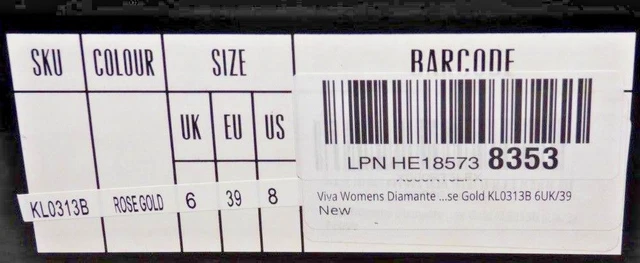 SKU COLOUR SIZE BARCODE
UK EU US
LPN HE18573 8353
Viva Womens Diamante ...se Gold KL0313B 6UK/39
New
KL0313B ROSE GOLD 6 39 8